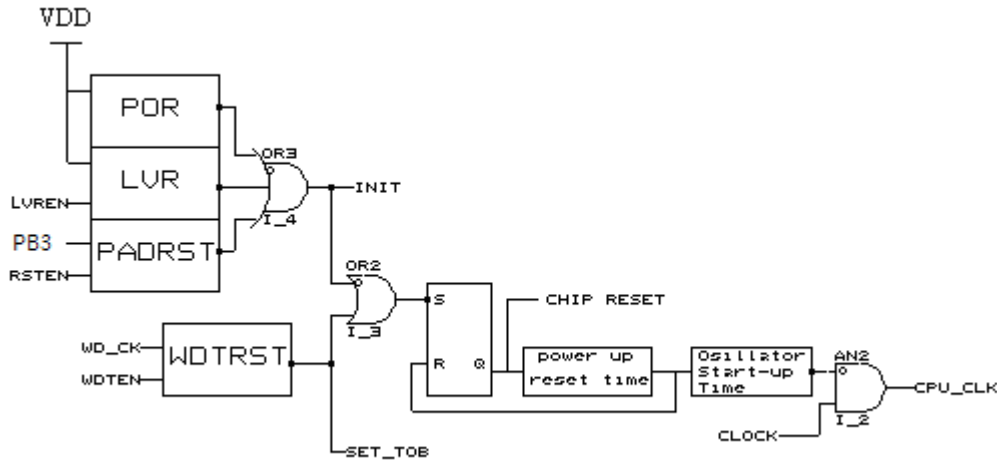 VDD
POR
OR3
LVR
INIT
LVREN
I_4
PB3
PADRST
RSTEN
OR2
S
CHIP RESET
I_3
WD_CK
WDTRST
WDTEN
R
Q
power up
reset time
Osillator
Start-up
Time
AN2
CPU_CLK
I_2
CLOCK
SET_TOB